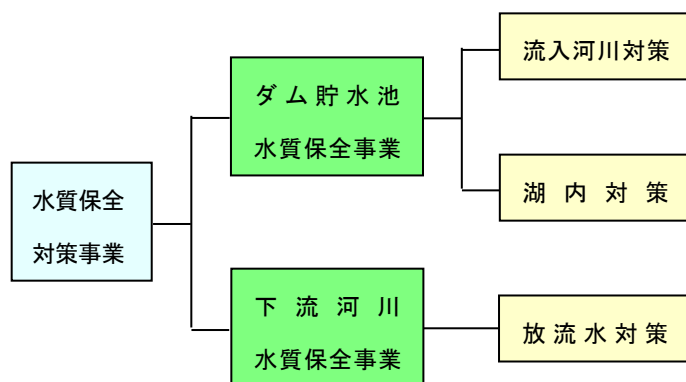 水質保全
対策事業
ダム貯水池
水質保全事業
下流河川
水質保全事業
流入河川対策
湖内対策
放流水対策